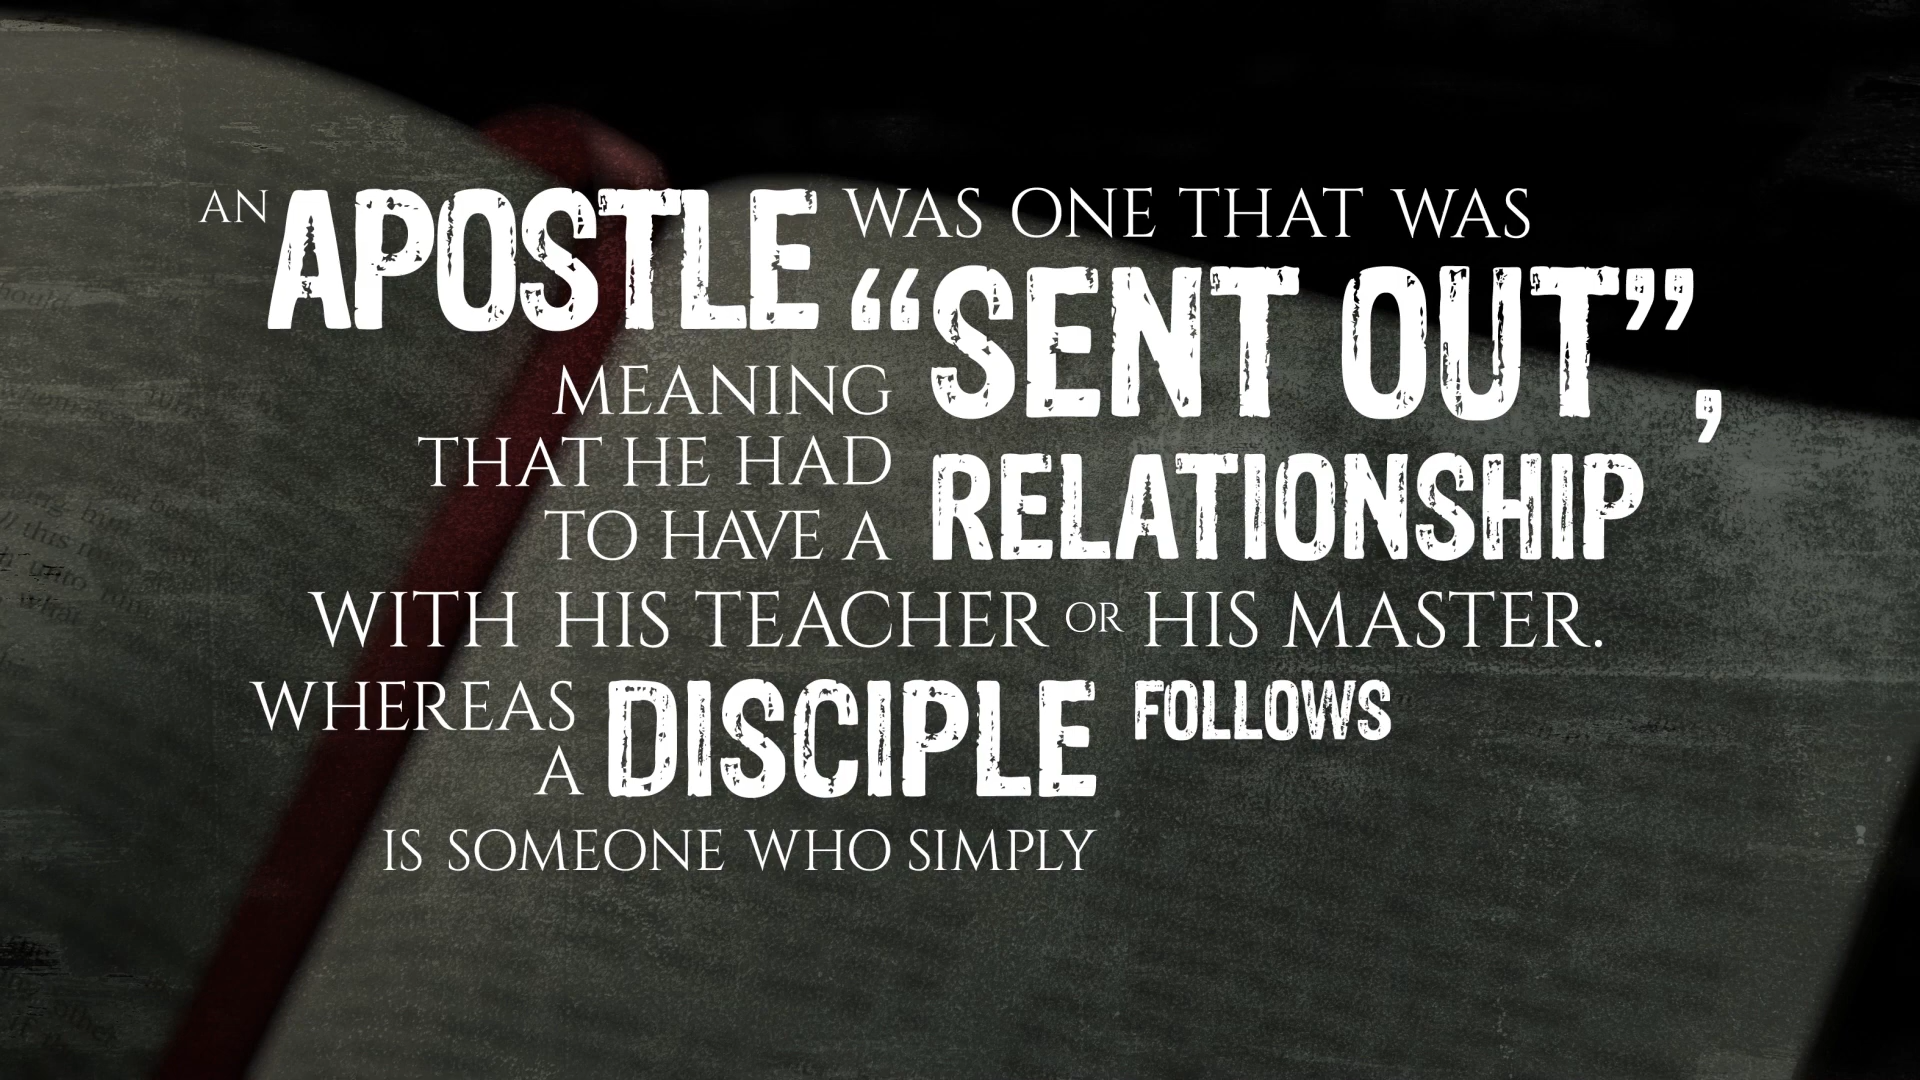 AN APOSTLE WAS ONE THAT WAS
“SENT OUT”,
MEANING
THAT HE HAD
TO HAVE A RELATIONSHIP
WITH HIS TEACHER OR HIS MASTER.
WHEREAS
A DISCIPLE FOLLOWS
IS SOMEONE WHO SIMPLY